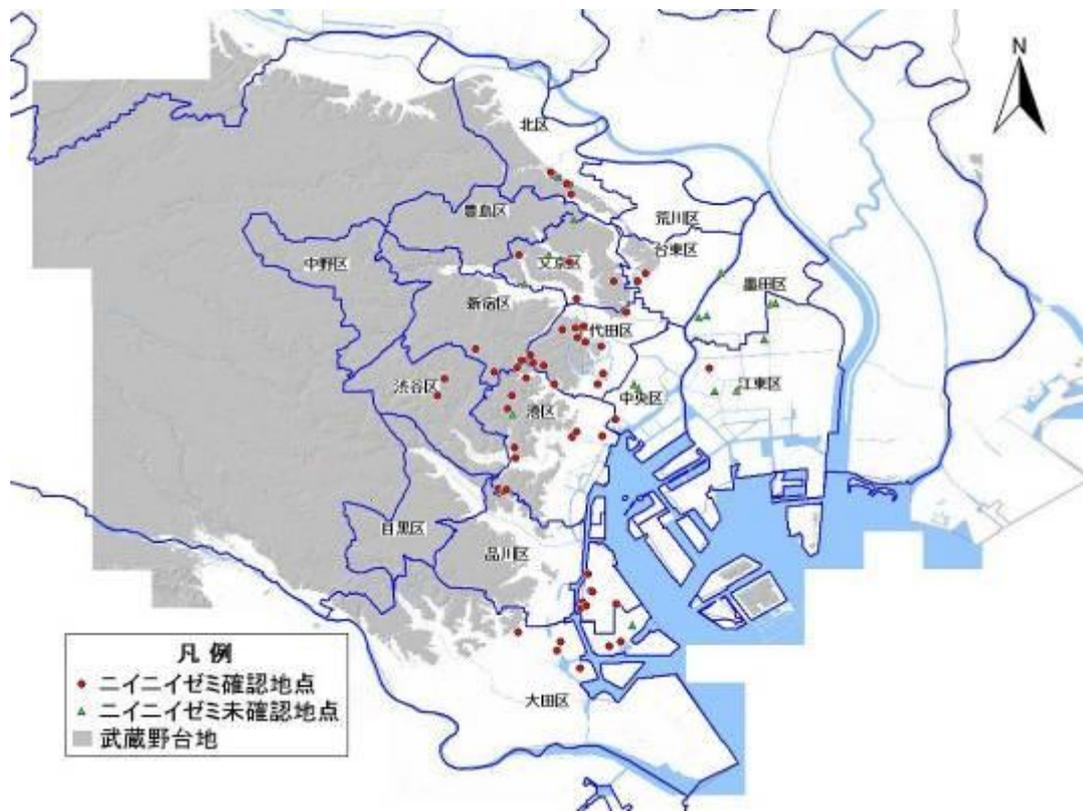 N
北区
豊島区
荒川区
台東区
文京区
中野区
墨田区
新宿区
代田区
渋谷区
中央区
江東区
港区
目黒区
品川区
大田区
凡 例
ニイニイゼミ確認地点
ニイニイゼミ未確認地点
武蔵野台地